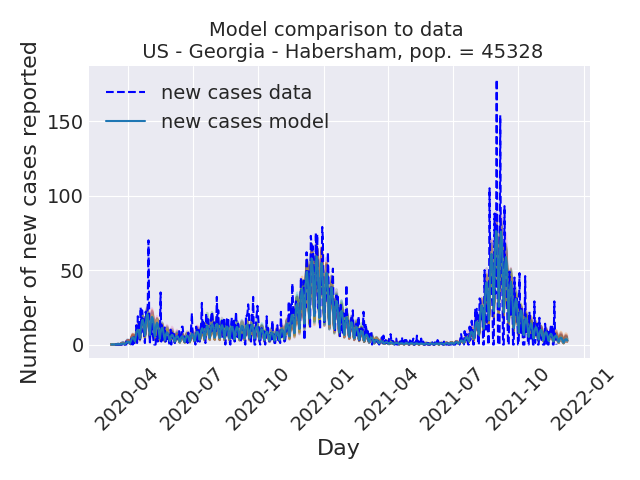 Model comparison to data
US - Georgia - Habersham, pop. = 45328
Number of new cases reported
new cases data
new cases model
150
100
50
0
2020-04
2020-07
2020-10
2021-01
2021-04
2021-07
2021-10
2022-01
Day